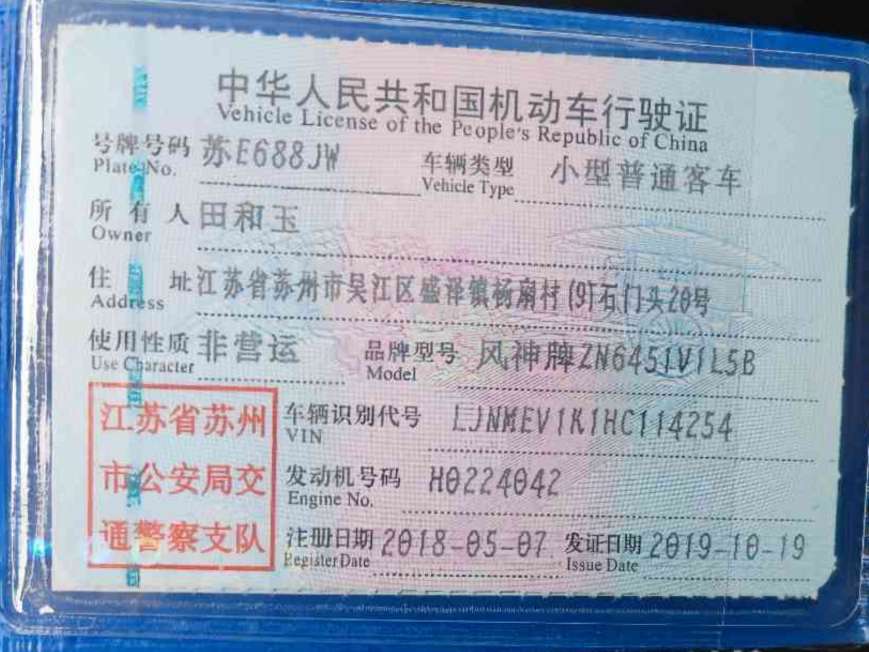 中华人民共和国机动车行驶证
Vehicle License of the People's Republic of China
号牌号码 苏E688JW 车辆类型 小型普通客车
Plate No. Vehicle Type
所有人 田和玉
Owner
住址 江苏省苏州市吴江区盛泽镇杨扇村(9)石门头20号
Address
使用性质 非营运 品牌型号 风神牌ZN6451V1L5B
Use Character Model
江苏省苏州 车辆识别代号 LJNMEV1K1HC114254
VIN
市公安局交 发动机号码 H0224042
Engine No.
通警察支队 注册日期 2018-05-07 发证日期 2019-10-19
Register Date Issue Date